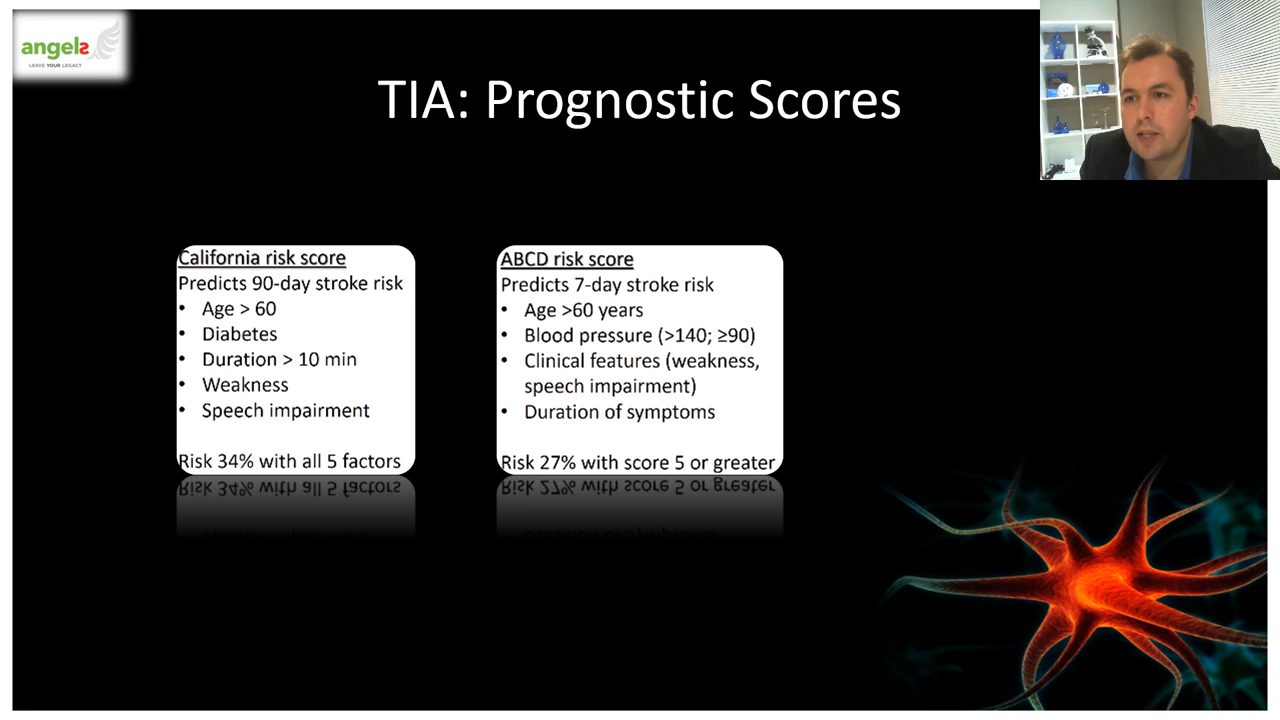 angels
LEAVE YOUR LEGACY
TIA: Prognostic Scores
California risk score
Predicts 90-day stroke risk
• Age > 60
• Diabetes
• Duration > 10 min
• Weakness
• Speech impairment
Risk 34% with all 5 factors
ABCD risk score
Predicts 7-day stroke risk
• Age >60 years
• Blood pressure (>140; ≥90)
• Clinical features (weakness,
speech impairment)
• Duration of symptoms
Risk 27% with score 5 or greater